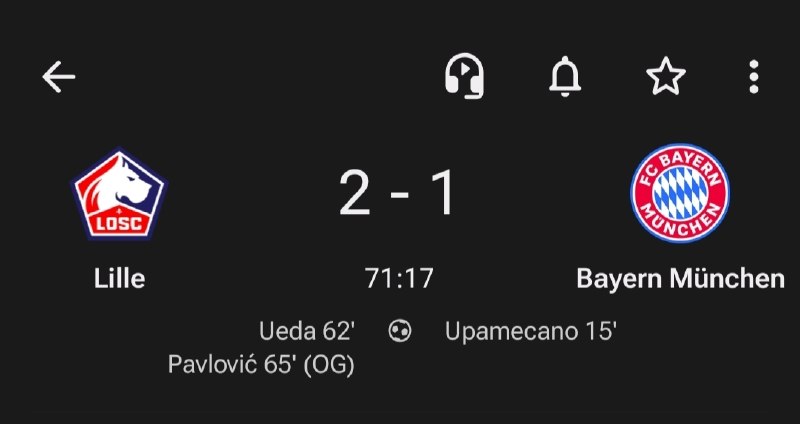 LOSC
FC BAYERN
MÜNCHEN
2 - 1
Lille
71:17
Bayern München
Ueda 62'
Upamecano 15'
Pavlović 65' (OG)